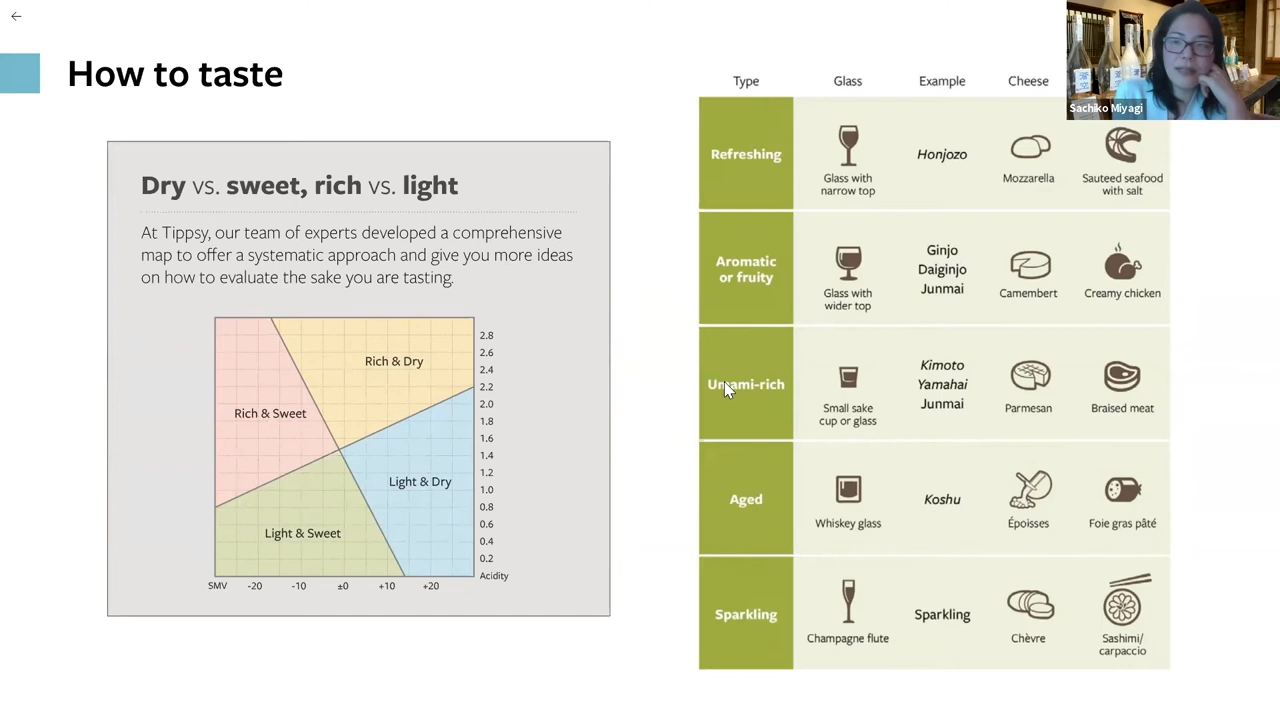 How to taste
Dry vs. sweet, rich vs. light
At Tippsy, our team of experts developed a comprehensive
map to offer a systematic approach and give you more ideas
on how to evaluate the sake you are tasting.
Rich & Dry
Rich & Sweet
Light & Dry
Light & Sweet
2.8
2.6
2.4
2.2
2.0
1.8
1.6
1.4
1.2
1.0
0.8
0.6
0.4
0.2
Acidity
SMV -20 -10 ±0 +10 +20
Type Glass Example Cheese
Sachiko Miyagi
Refreshing
Glass with
narrow top
Honjozo
Mozzarella
Sauteed seafood
with salt
Aromatic
or fruity
Glass with
wider top
Ginjo
Daiginjo
Junmai
Camembert
Creamy chicken
Umami-rich
Small sake
cup or glass
Kimoto
Yamahai
Junmai
Parmesan
Braised meat
Aged
Whiskey glass
Koshu
Époisses
Foie gras pâté
Sparkling
Champagne flute
Sparkling
Chèvre
Sashimi/
carpaccio